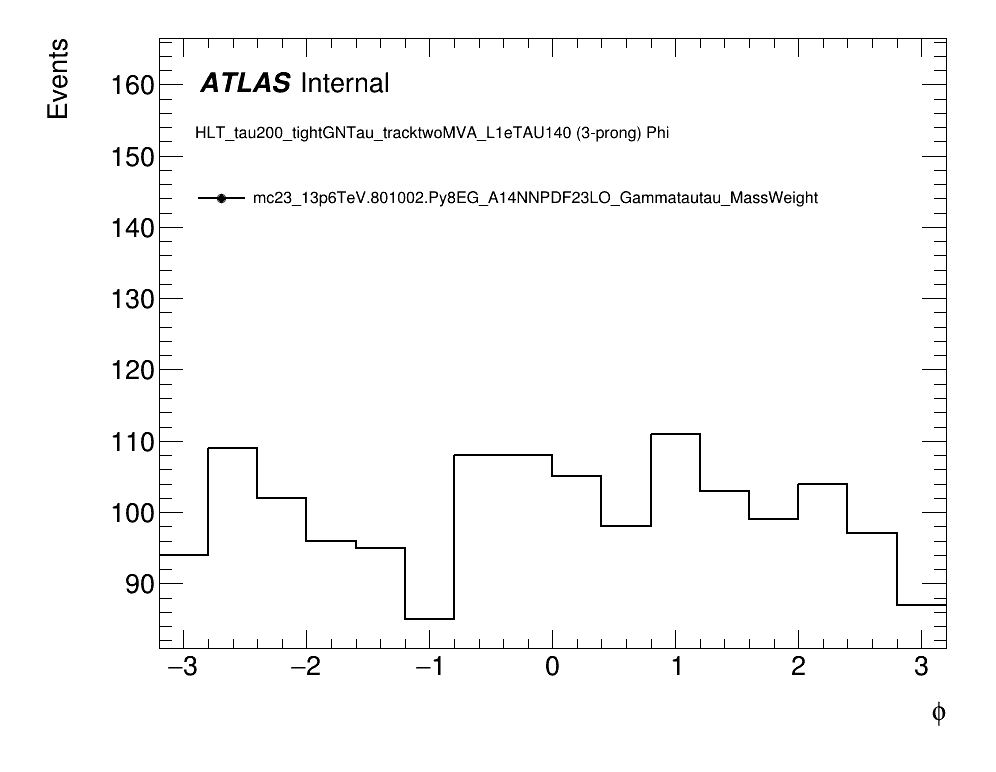 Events
160
150
140
130
120
110
100
90
ATLAS Internal
HLT_tau200_tightGNTau_tracktwoMVA_L1eTAU140 (3-prong) Phi
mc23_13p6TeV.801002.Py8EG_A14NNPDF23LO_Gammatautau_MassWeight
−3 −2 −1 0 1 2 3
ϕ